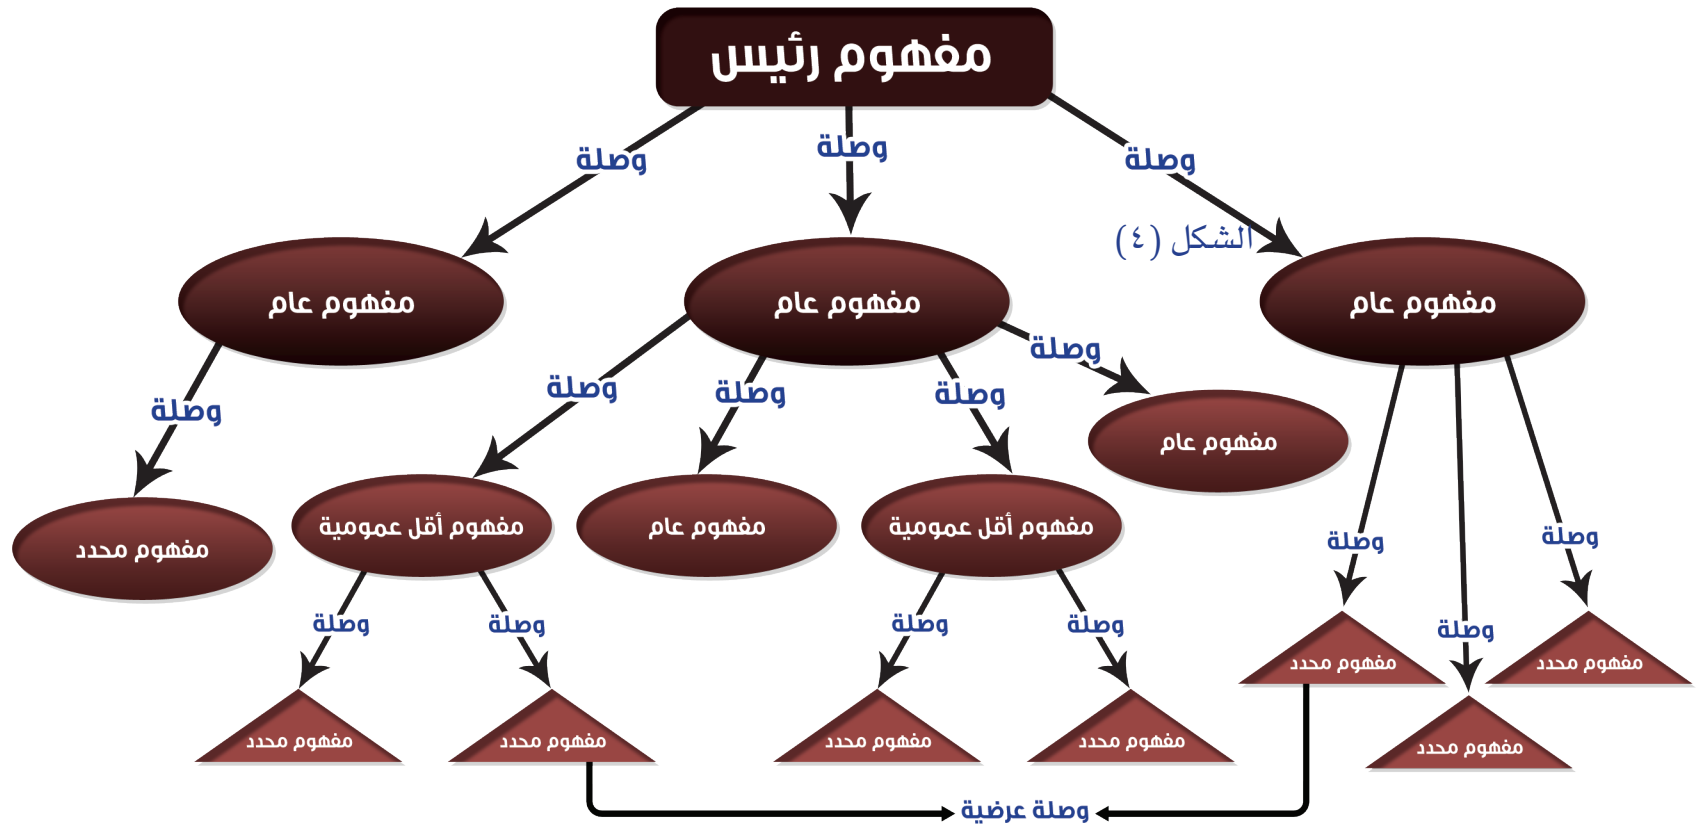 مفهوم رئيس
وصلة
وصلة
وصلة
الشكل (٤)
مفهوم عام
مفهوم عام
مفهوم عام
وصلة
وصلة
وصلة
وصلة
وصلة
مفهوم عام
مفهوم أقل عمومية
مفهوم عام
مفهوم أقل عمومية
مفهوم محدد
وصلة
وصلة
وصلة
وصلة
وصلة
وصلة
وصلة
مفهوم محدد
مفهوم محدد
مفهوم محدد
مفهوم محدد
مفهوم محدد
مفهوم محدد
مفهوم محدد
وصلة عرضية